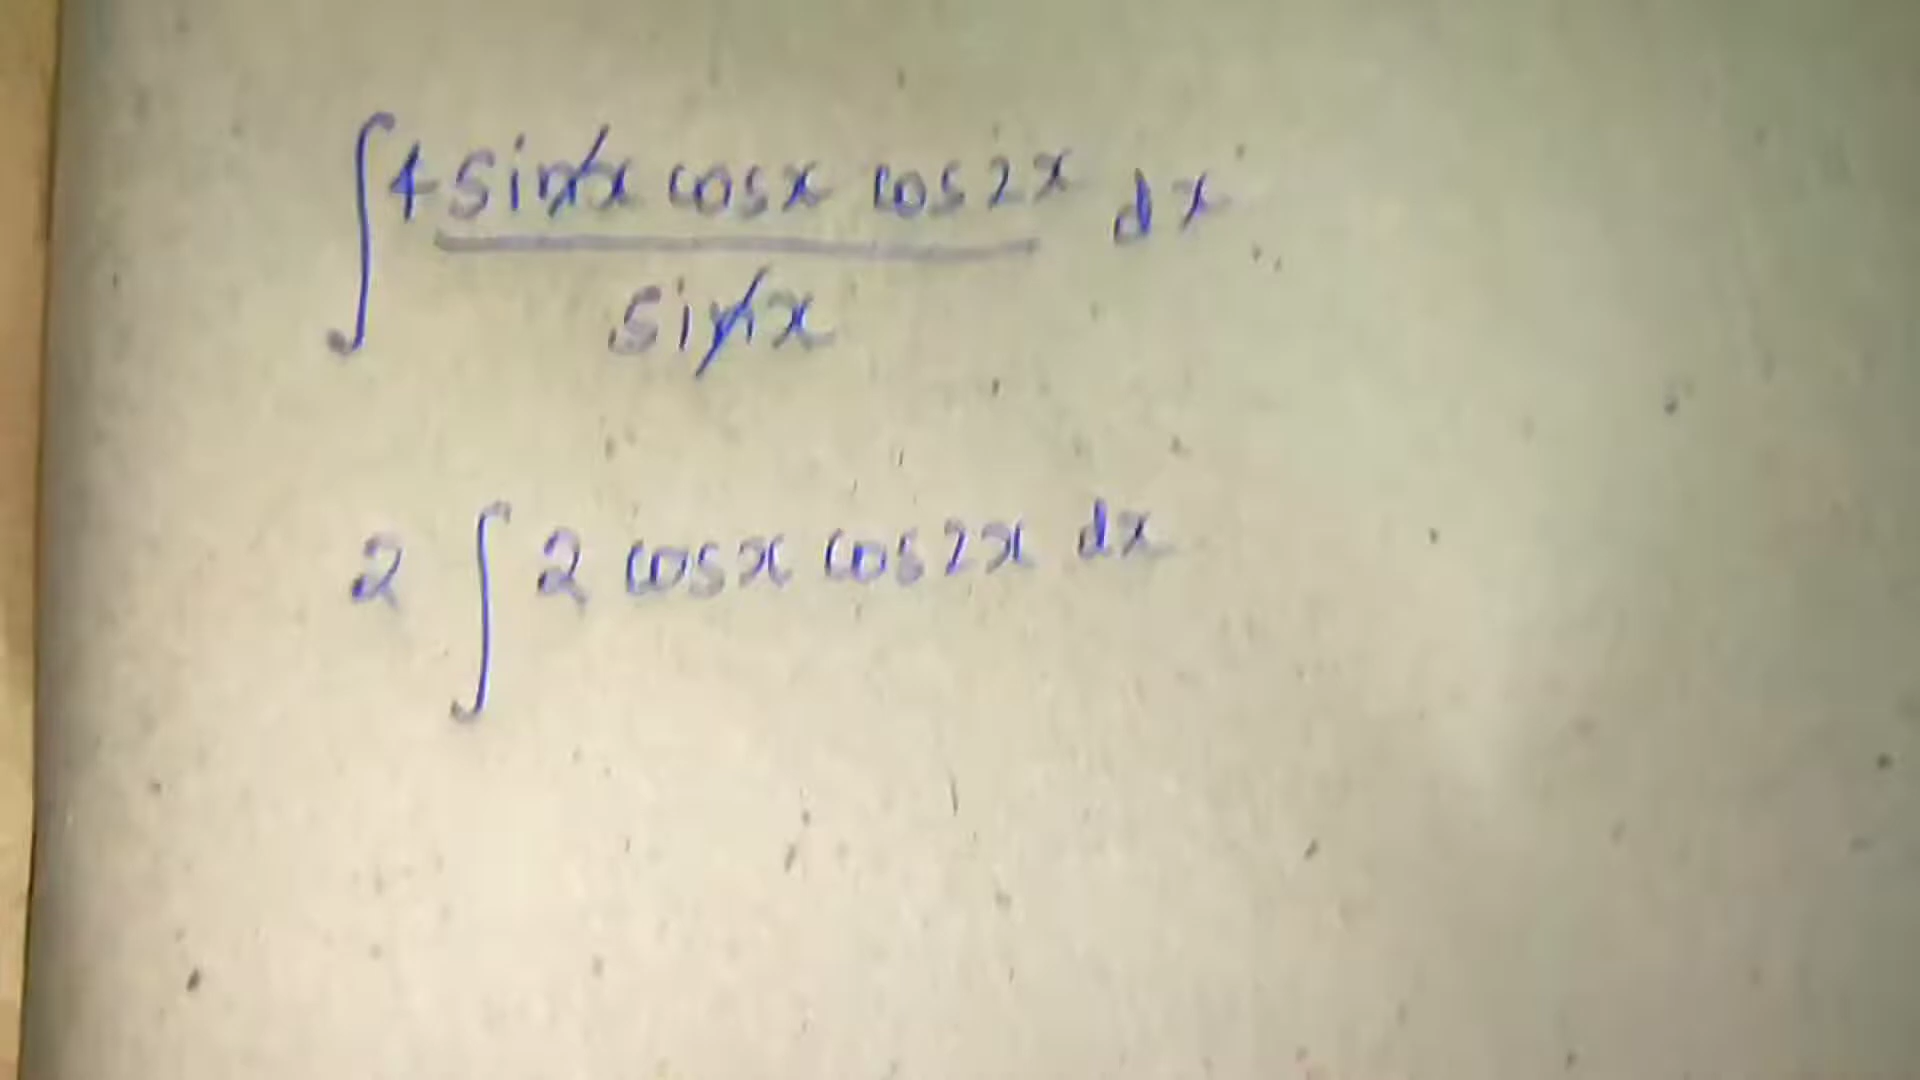 ∫ 4 sinx cosx cos2x / sinx dx
2 ∫ 2 cosx cos2x dx